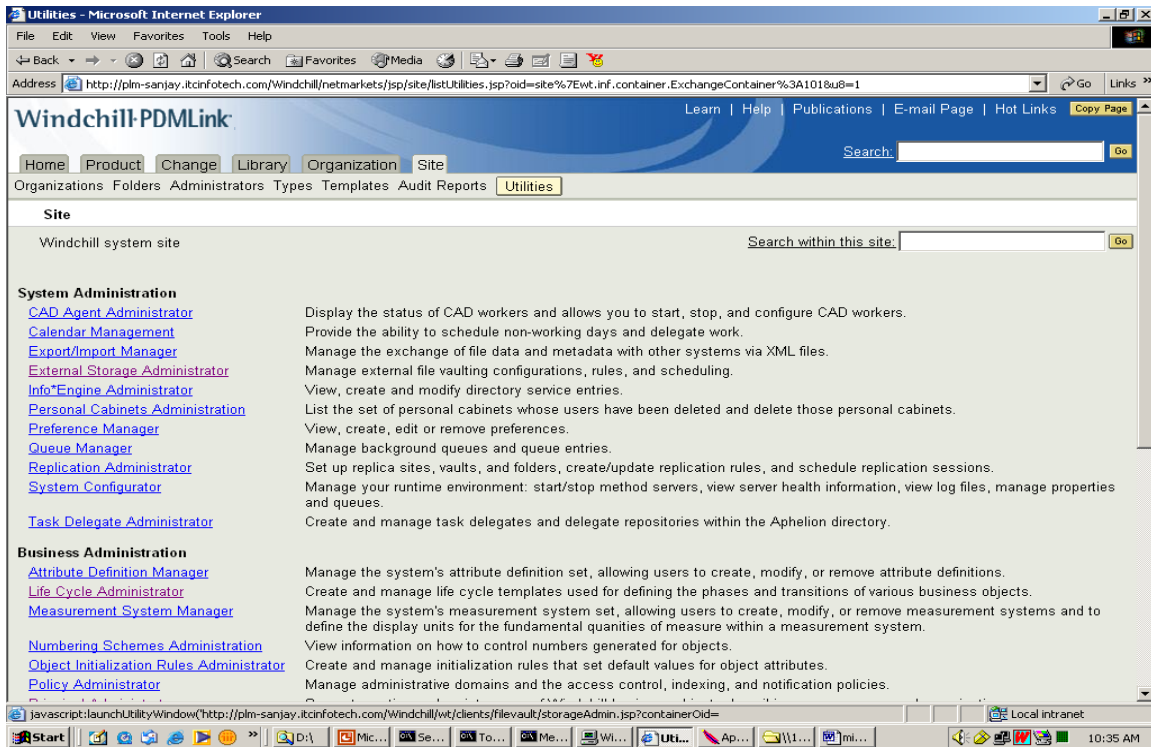 Utilities - Microsoft Internet Explorer
File Edit View Favorites Tools Help
Back Search Favorites Media
Address http://plm-sanjay.itcinfotech.com/Windchill/netmarkets/jsp/site/listUtilities.jsp?oid=site%7Ewt.inf.container.ExchangeContainer%3A101&u8=1 Go Links »
Windchill PDMLink
Learn | Help | Publications | E-mail Page | Hot Links Copy Page
Search: Go
Home Product Change Library Organization Site
Organizations Folders Administrators Types Templates Audit Reports Utilities
Site
Windchill system site Search within this site: Go
System Administration
CAD Agent Administrator Display the status of CAD workers and allows you to start, stop, and configure CAD workers.
Calendar Management Provide the ability to schedule non-working days and delegate work.
Export/Import Manager Manage the exchange of file data and metadata with other systems via XML files.
External Storage Administrator Manage external file vaulting configurations, rules, and scheduling.
Info*Engine Administrator View, create and modify directory service entries.
Personal Cabinets Administration List the set of personal cabinets whose users have been deleted and delete those personal cabinets.
Preference Manager View, create, edit or remove preferences.
Queue Manager Manage background queues and queue entries.
Replication Administrator Set up replica sites, vaults, and folders, create/update replication rules, and schedule replication sessions.
System Configurator Manage your runtime environment: start/stop method servers, view server health information, view log files, manage properties
and queues.
Task Delegate Administrator Create and manage task delegates and delegate repositories within the Aphelion directory.
Business Administration
Attribute Definition Manager Manage the system's attribute definition set, allowing users to create, modify, or remove attribute definitions.
Life Cycle Administrator Create and manage life cycle templates used for defining the phases and transitions of various business objects.
Measurement System Manager Manage the system's measurement system set, allowing users to create, modify, or remove measurement systems and to
define the display units for the fundamental quanities of measure within a measurement system.
Numbering Schemes Administration View information on how to control numbers generated for objects.
Object Initialization Rules Administrator Create and manage initialization rules that set default values for object attributes.
Policy Administrator Manage administrative domains and the access control, indexing, and notification policies.
javascript:launchUtilityWindow('http://plm-sanjay.itcinfotech.com/Windchill/wt/clients/filevault/storageAdmin.jsp?containerOid= Local intranet
Start » D:\ Mic... Se... To... Me... Wi... Uti... Ap... \\1... mi... 10:35 AM